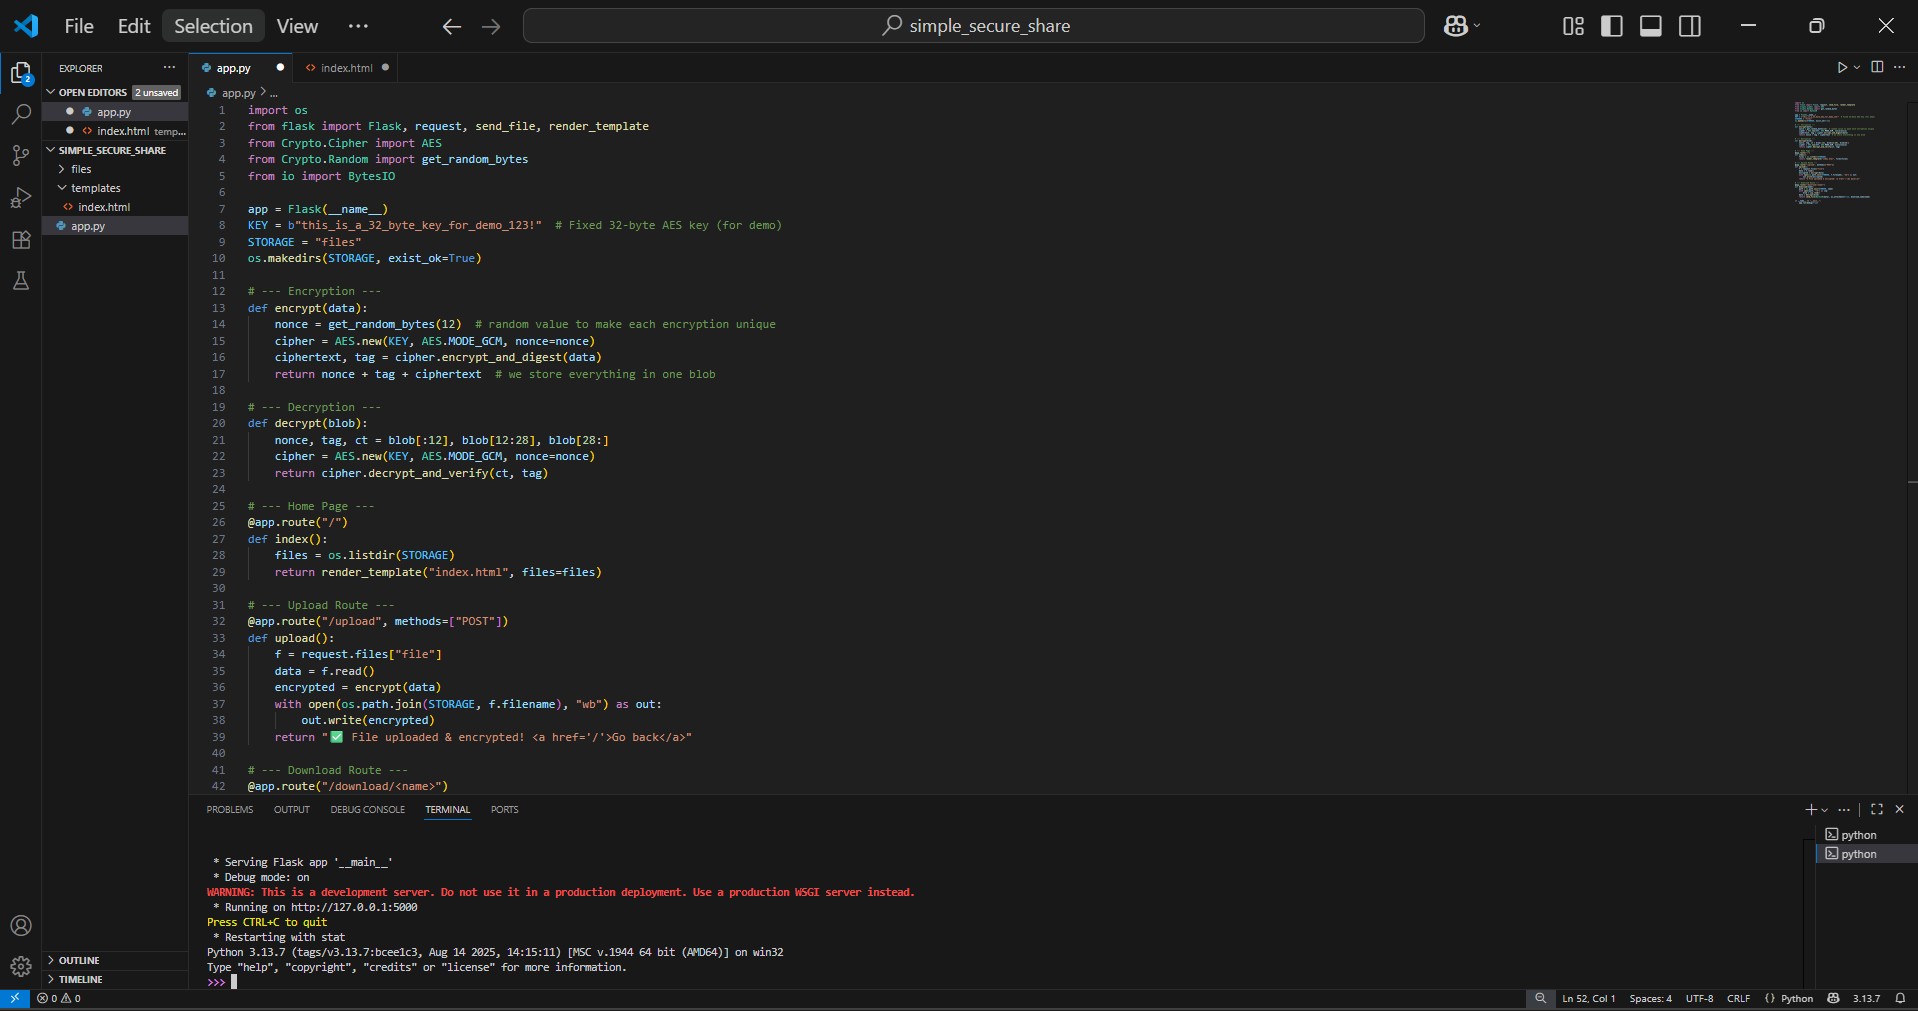 File Edit Selection View ... simple_secure_share
EXPLORER ...
OPEN EDITORS 2 unsaved
app.py
index.html temp...
SIMPLE_SECURE_SHARE
files
templates
index.html
app.py
OUTLINE
TIMELINE
app.py index.html
app.py > ...
1 import os
2 from flask import Flask, request, send_file, render_template
3 from Crypto.Cipher import AES
4 from Crypto.Random import get_random_bytes
5 from io import BytesIO
6
7 app = Flask(__name__)
8 KEY = b"this_is_a_32_byte_key_for_demo_123!"  # Fixed 32-byte AES key (for demo)
9 STORAGE = "files"
10 os.makedirs(STORAGE, exist_ok=True)
11
12 # --- Encryption ---
13 def encrypt(data):
14     nonce = get_random_bytes(12)  # random value to make each encryption unique
15     cipher = AES.new(KEY, AES.MODE_GCM, nonce=nonce)
16     ciphertext, tag = cipher.encrypt_and_digest(data)
17     return nonce + tag + ciphertext  # we store everything in one blob
18
19 # --- Decryption ---
20 def decrypt(blob):
21     nonce, tag, ct = blob[:12], blob[12:28], blob[28:]
22     cipher = AES.new(KEY, AES.MODE_GCM, nonce=nonce)
23     return cipher.decrypt_and_verify(ct, tag)
24
25 # --- Home Page ---
26 @app.route("/")
27 def index():
28     files = os.listdir(STORAGE)
29     return render_template("index.html", files=files)
30
31 # --- Upload Route ---
32 @app.route("/upload", methods=["POST"])
33 def upload():
34     f = request.files["file"]
35     data = f.read()
36     encrypted = encrypt(data)
37     with open(os.path.join(STORAGE, f.filename), "wb") as out:
38         out.write(encrypted)
39     return "✅ File uploaded & encrypted! <a href='/'>Go back</a>"
40
41 # --- Download Route ---
42 @app.route("/download/<name>")
PROBLEMS OUTPUT DEBUG CONSOLE TERMINAL PORTS
* Serving Flask app '__main__'
* Debug mode: on
WARNING: This is a development server. Do not use it in a production deployment. Use a production WSGI server instead.
* Running on http://127.0.0.1:5000
Press CTRL+C to quit
* Restarting with stat
Python 3.13.7 (tags/v3.13.7:bcee1c3, Aug 14 2025, 14:15:11) [MSC v.1944 64 bit (AMD64)] on win32
Type "help", "copyright", "credits" or "license" for more information.
>>>
python
python
0 0 Ln 52, Col 1 Spaces: 4 UTF-8 CRLF {} Python 3.13.7